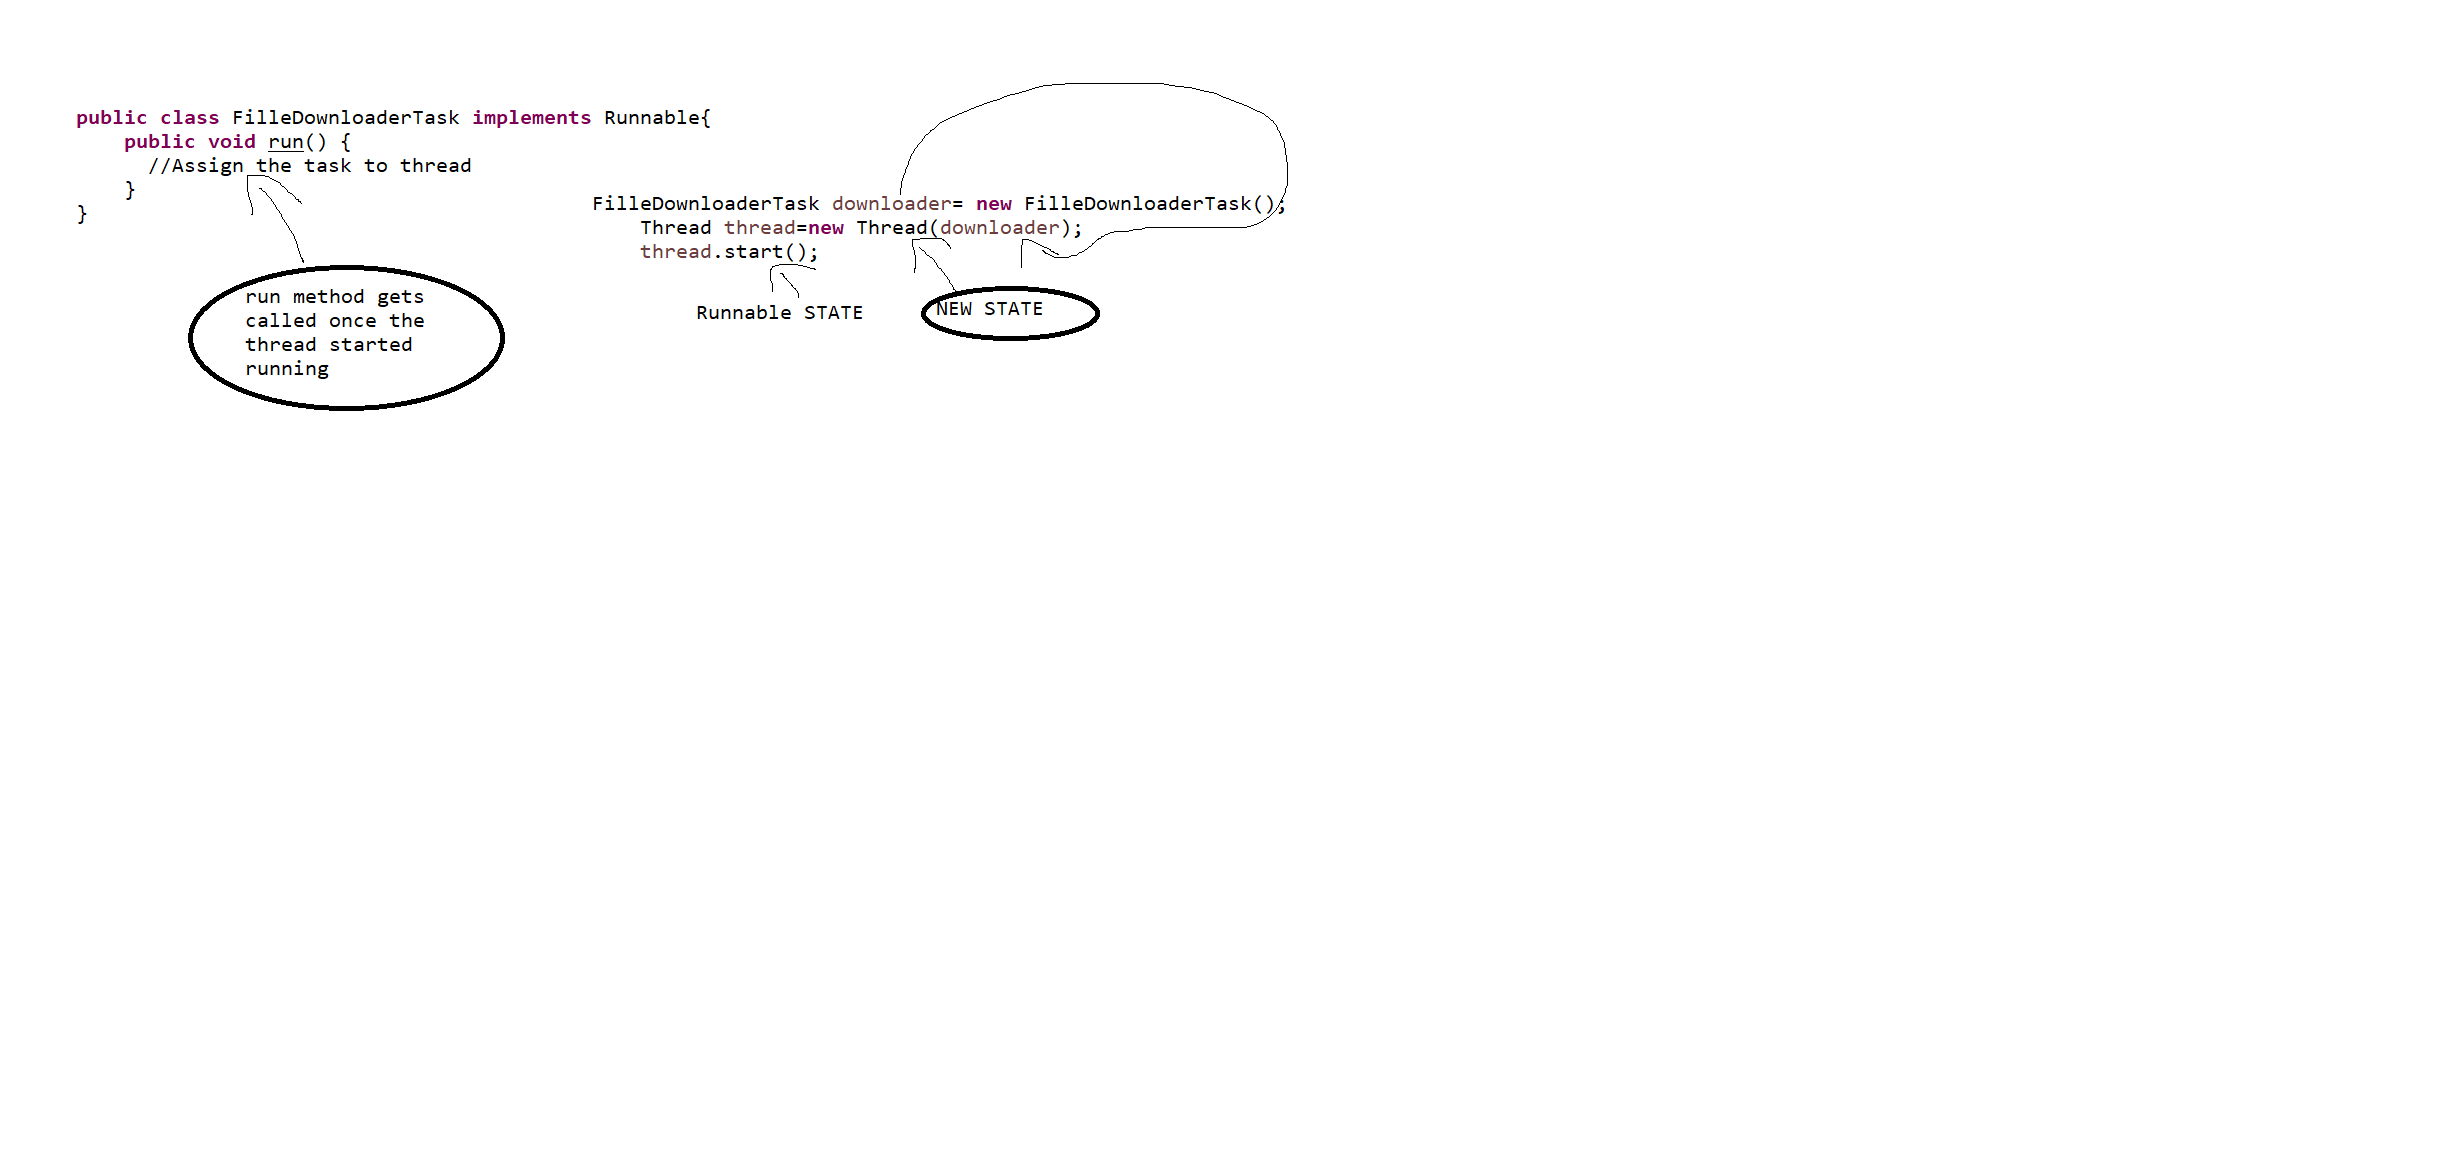 public class FilleDownloaderTask implements Runnable{
public void run() {
//Assign the task to thread
}
}
FilleDownloaderTask downloader= new FilleDownloaderTask();
Thread thread=new Thread(downloader);
thread.start();
run method gets
called once the
thread started
running
Runnable STATE
NEW STATE